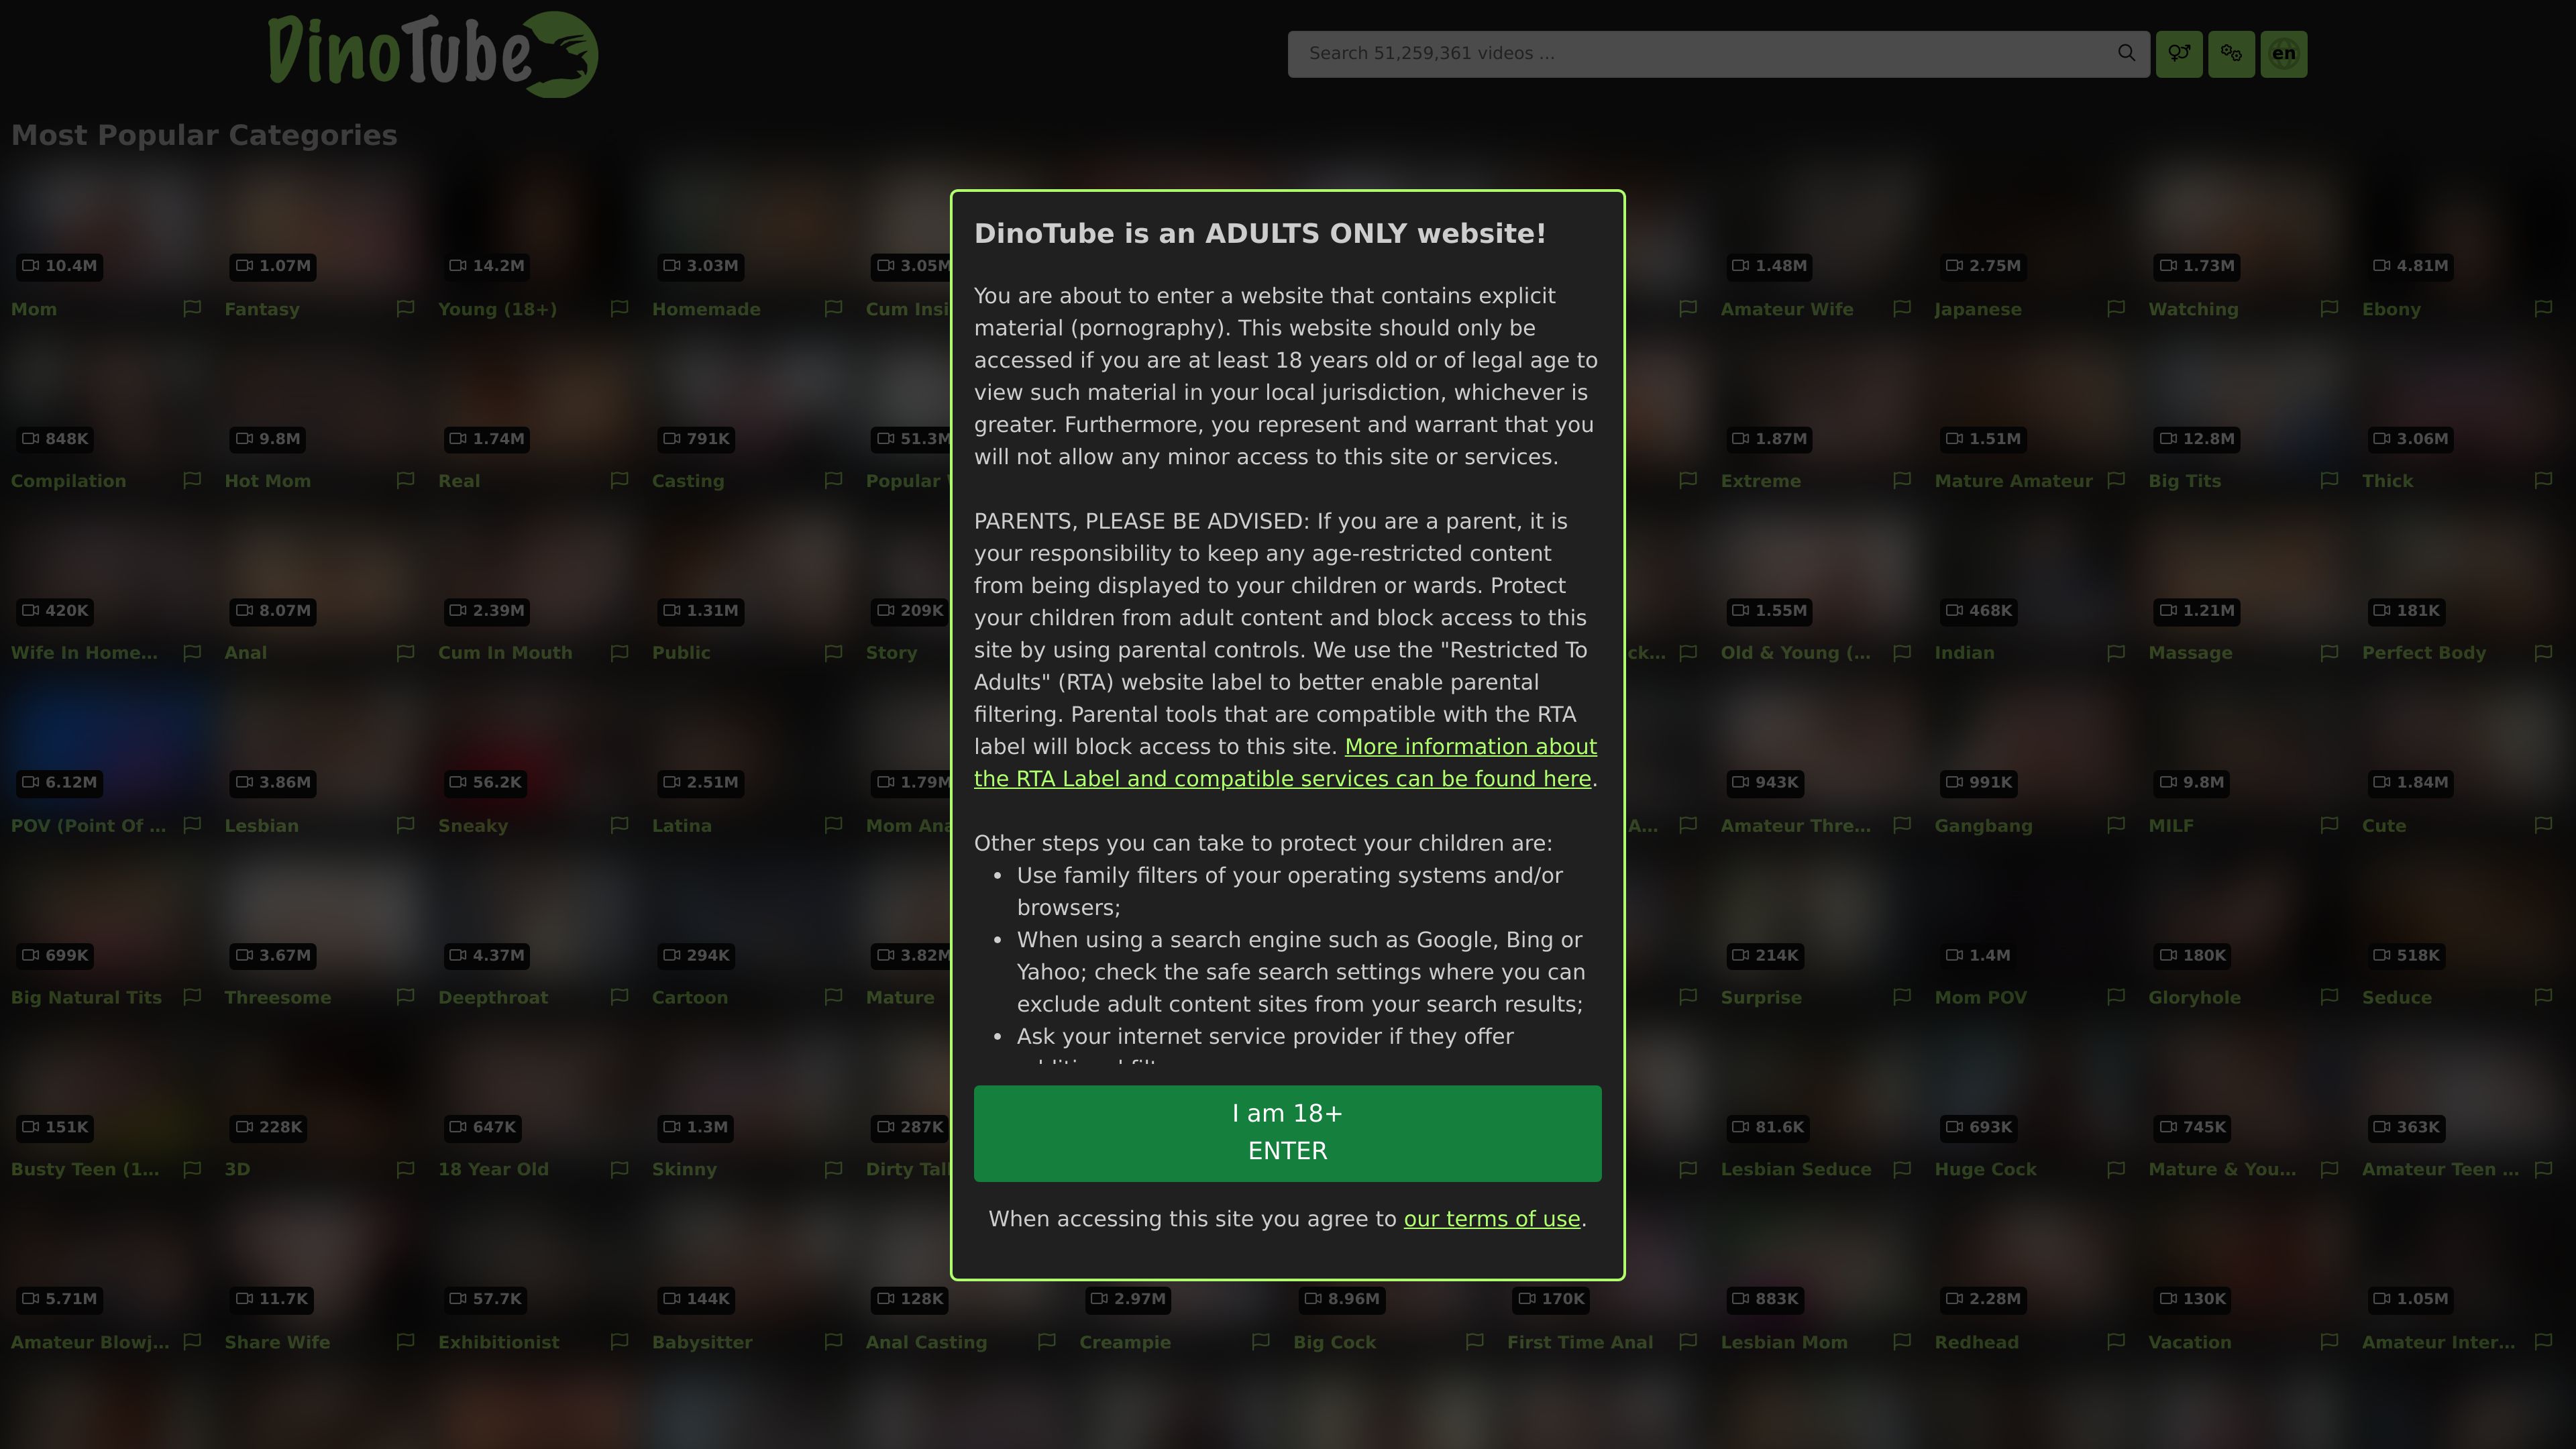 DinoTube
Search 51,259,361 videos ...
en
Most Popular Categories
10.4M
1.07M
14.2M
3.03M
3.05M
1.48M
2.75M
1.73M
4.81M
Mom
Fantasy
Young (18+)
Homemade
Cum Insi
Amateur Wife
Japanese
Watching
Ebony
848K
9.8M
1.74M
791K
51.3M
1.87M
1.51M
12.8M
3.06M
Compilation
Hot Mom
Real
Casting
Popular
Extreme
Mature Amateur
Big Tits
Thick
420K
8.07M
2.39M
1.31M
209K
1.55M
468K
1.21M
181K
Wife In Home...
Anal
Cum In Mouth
Public
Story
ck...
Old & Young (...
Indian
Massage
Perfect Body
6.12M
3.86M
56.2K
2.51M
1.79M
943K
991K
9.8M
1.84M
POV (Point Of ...
Lesbian
Sneaky
Latina
Mom Ana
A...
Amateur Thre...
Gangbang
MILF
Cute
699K
3.67M
4.37M
294K
3.82M
214K
1.4M
180K
518K
Big Natural Tits
Threesome
Deepthroat
Cartoon
Mature
Surprise
Mom POV
Gloryhole
Seduce
151K
228K
647K
1.3M
287K
81.6K
693K
745K
363K
Busty Teen (1...
3D
18 Year Old
Skinny
Dirty Tal
Lesbian Seduce
Huge Cock
Mature & You...
Amateur Teen ...
5.71M
11.7K
57.7K
144K
128K
2.97M
8.96M
170K
883K
2.28M
130K
1.05M
Amateur Blowj...
Share Wife
Exhibitionist
Babysitter
Anal Casting
Creampie
Big Cock
First Time Anal
Lesbian Mom
Redhead
Vacation
Amateur Inter...
DinoTube is an ADULTS ONLY website!
You are about to enter a website that contains explicit
material (pornography). This website should only be
accessed if you are at least 18 years old or of legal age to
view such material in your local jurisdiction, whichever is
greater. Furthermore, you represent and warrant that you
will not allow any minor access to this site or services.
PARENTS, PLEASE BE ADVISED: If you are a parent, it is
your responsibility to keep any age-restricted content
from being displayed to your children or wards. Protect
your children from adult content and block access to this
site by using parental controls. We use the "Restricted To
Adults" (RTA) website label to better enable parental
filtering. Parental tools that are compatible with the RTA
label will block access to this site. More information about
the RTA Label and compatible services can be found here.
Other steps you can take to protect your children are:
• Use family filters of your operating systems and/or
browsers;
• When using a search engine such as Google, Bing or
Yahoo; check the safe search settings where you can
exclude adult content sites from your search results;
• Ask your internet service provider if they offer
I am 18+
ENTER
When accessing this site you agree to our terms of use.